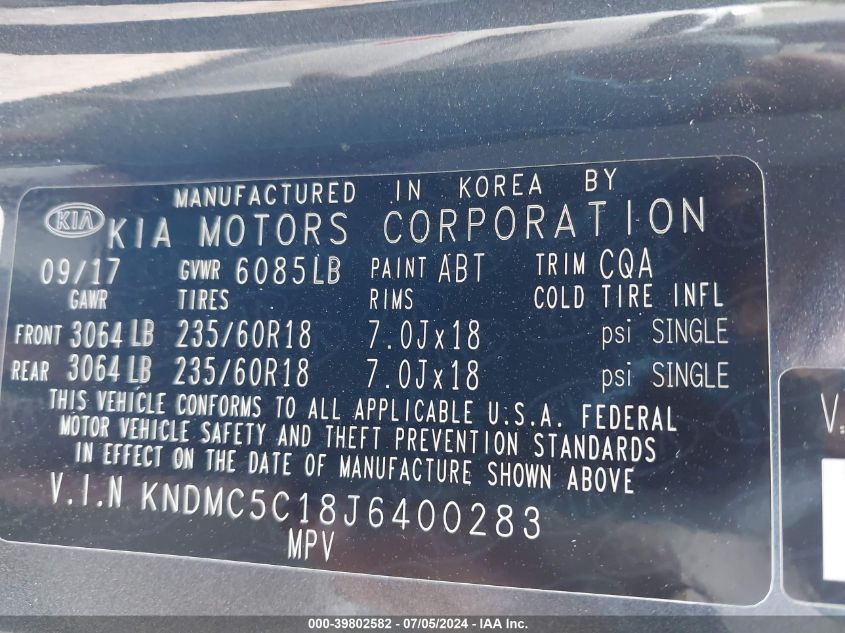 MANUFACTURED IN KOREA BY
KIA KIA MOTORS CORPORATION
09/17 GVWR 6085LB PAINT ABT TRIM CQA
GAWR TIRES RIMS COLD TIRE INFL
FRONT 3064 LB 235/60R18 7.0Jx18 psi SINGLE
REAR 3064 LB 235/60R18 7.0Jx18 psi SINGLE
THIS VEHICLE CONFORMS TO ALL APPLICABLE U.S.A. FEDERAL
MOTOR VEHICLE SAFETY AND THEFT PREVENTION STANDARDS
IN EFFECT ON THE DATE OF MANUFACTURE SHOWN ABOVE
V.I.N KNDMC5C18J6400283
MPV
V.
000-39802582 - 07/05/2024 - IAA Inc.